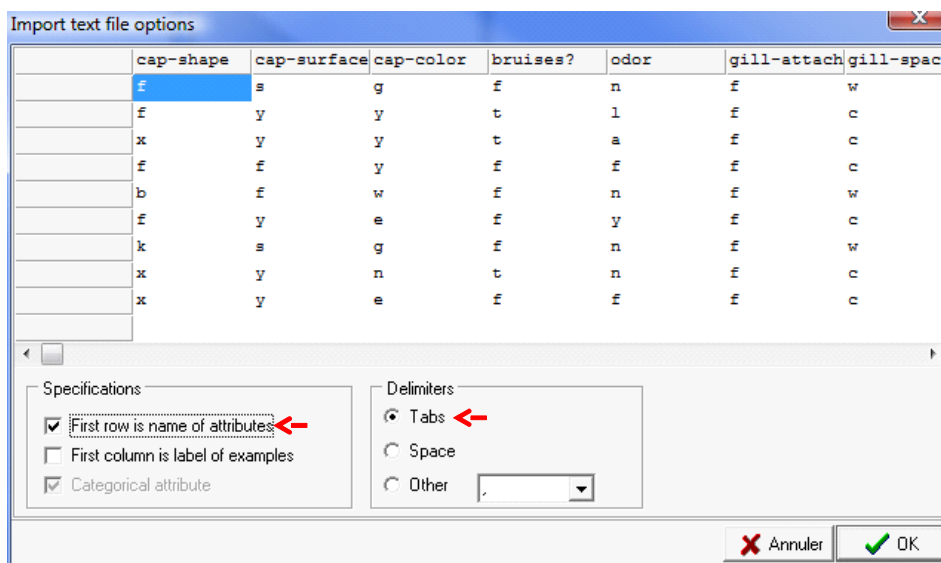 Import text file options
X
cap-shape cap-surface cap-color bruises? odor gill-attach gill-spac
f s g f n f w
f y y t l f c
x y y t a f c
f f y f f f c
b f w f n f w
f y e f y f c
k s g f n f w
x y n t n f c
x y e f f f c
Specifications
First row is name of attributes
First column is label of examples
Categorical attribute
Delimiters
Tabs
Space
Other ,
Annuler OK